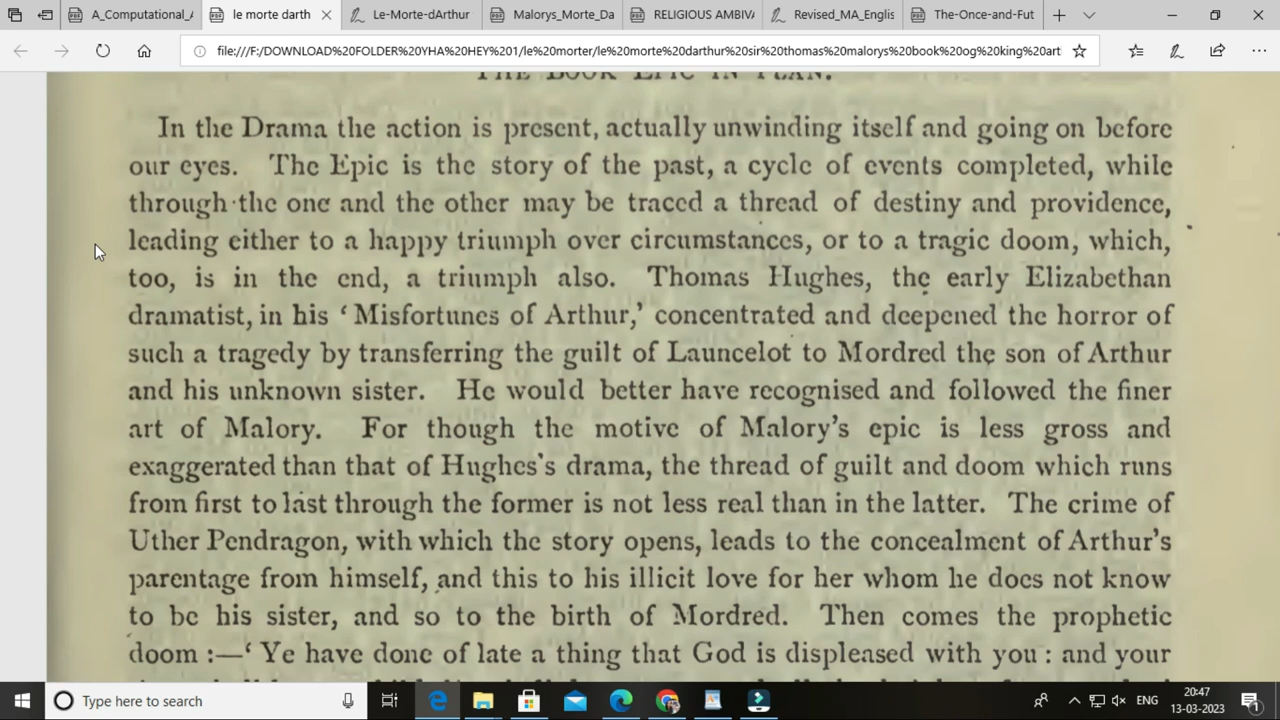 A_Computational_
le morte darth
Le-Morte-dArthur
Malorys_Morte_Da
RELIGIOUS AMBIV
Revised_MA_Englis
The-Once-and-Fut
file:///F:/DOWNLOAD%20FOLDER%20YHA%20HEY%201/le%20morter/le%20morte%20darthur%20sir%20thomas%20malorys%20book%20og%20king%20art
THE BOOK EPIC IN PLAN.
In the Drama the action is present, actually unwinding itself and going on before
our eyes. The Epic is the story of the past, a cycle of events completed, while
through the one and the other may be traced a thread of destiny and providence,
leading either to a happy triumph over circumstances, or to a tragic doom, which,
too, is in the end, a triumph also. Thomas Hughes, the early Elizabethan
dramatist, in his ‘Misfortunes of Arthur,’ concentrated and deepened the horror of
such a tragedy by transferring the guilt of Launcelot to Mordred the son of Arthur
and his unknown sister. He would better have recognised and followed the finer
art of Malory. For though the motive of Malory’s epic is less gross and
exaggerated than that of Hughes’s drama, the thread of guilt and doom which runs
from first to last through the former is not less real than in the latter. The crime of
Uther Pendragon, with which the story opens, leads to the concealment of Arthur’s
parentage from himself, and this to his illicit love for her whom he does not know
to be his sister, and so to the birth of Mordred. Then comes the prophetic
doom :—‘ Ye have done of late a thing that God is displeased with you : and your
Type here to search
ENG
20:47
13-03-2023
1